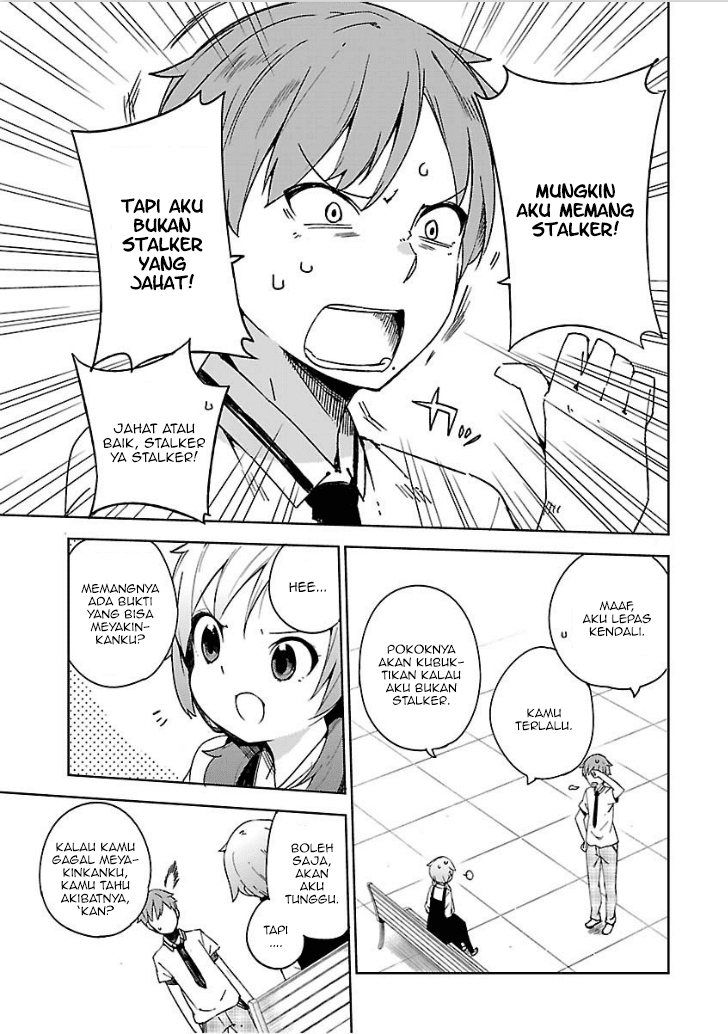 MUNGKIN
AKU MEMANG
STALKER!
TAPI AKU
BUKAN
STALKER
YANG
JAHAT!
JAHAT ATAU
BAIK, STALKER
YA STALKER!
MAAF,
AKU LEPAS
KENDALI.
KAMU
TERLALU.
POKOKNYA
AKAN KUBUK-
TIKAN KALAU
AKU BUKAN
STALKER.
HEE...
MEMANGNYA
ADA BUKTI
YANG BISA
MEYAKIN-
KANKU?
BOLEH
SAJA,
AKAN
AKU
TUNGGU.
TAPI
....
KALAU KAMU
GAGAL MEYA-
KINKANKU,
KAMU TAHU
AKIBATNYA,
'KAN?